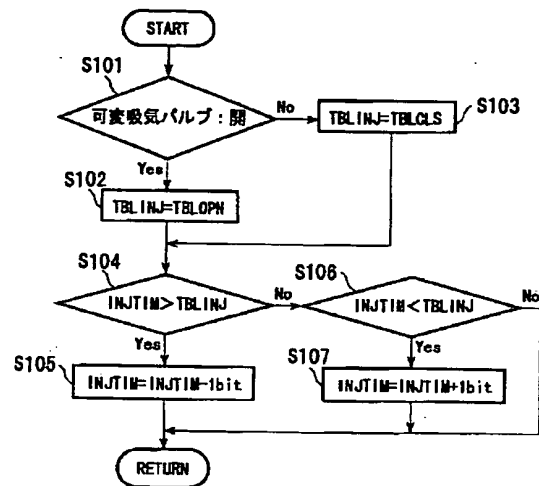 START
S101
可変吸気バルブ:開
No
TBLINJ=TBLCLS
S103
Yes
S102
TBLINJ=TBLOPN
S104
INJTIM>TBLINJ
No
S106
INJTIM<TBLINJ
No
Yes
S105
INJTIM=INJTIM-1bit
Yes
S107
INJTIM=INJTIM+1bit
RETURN